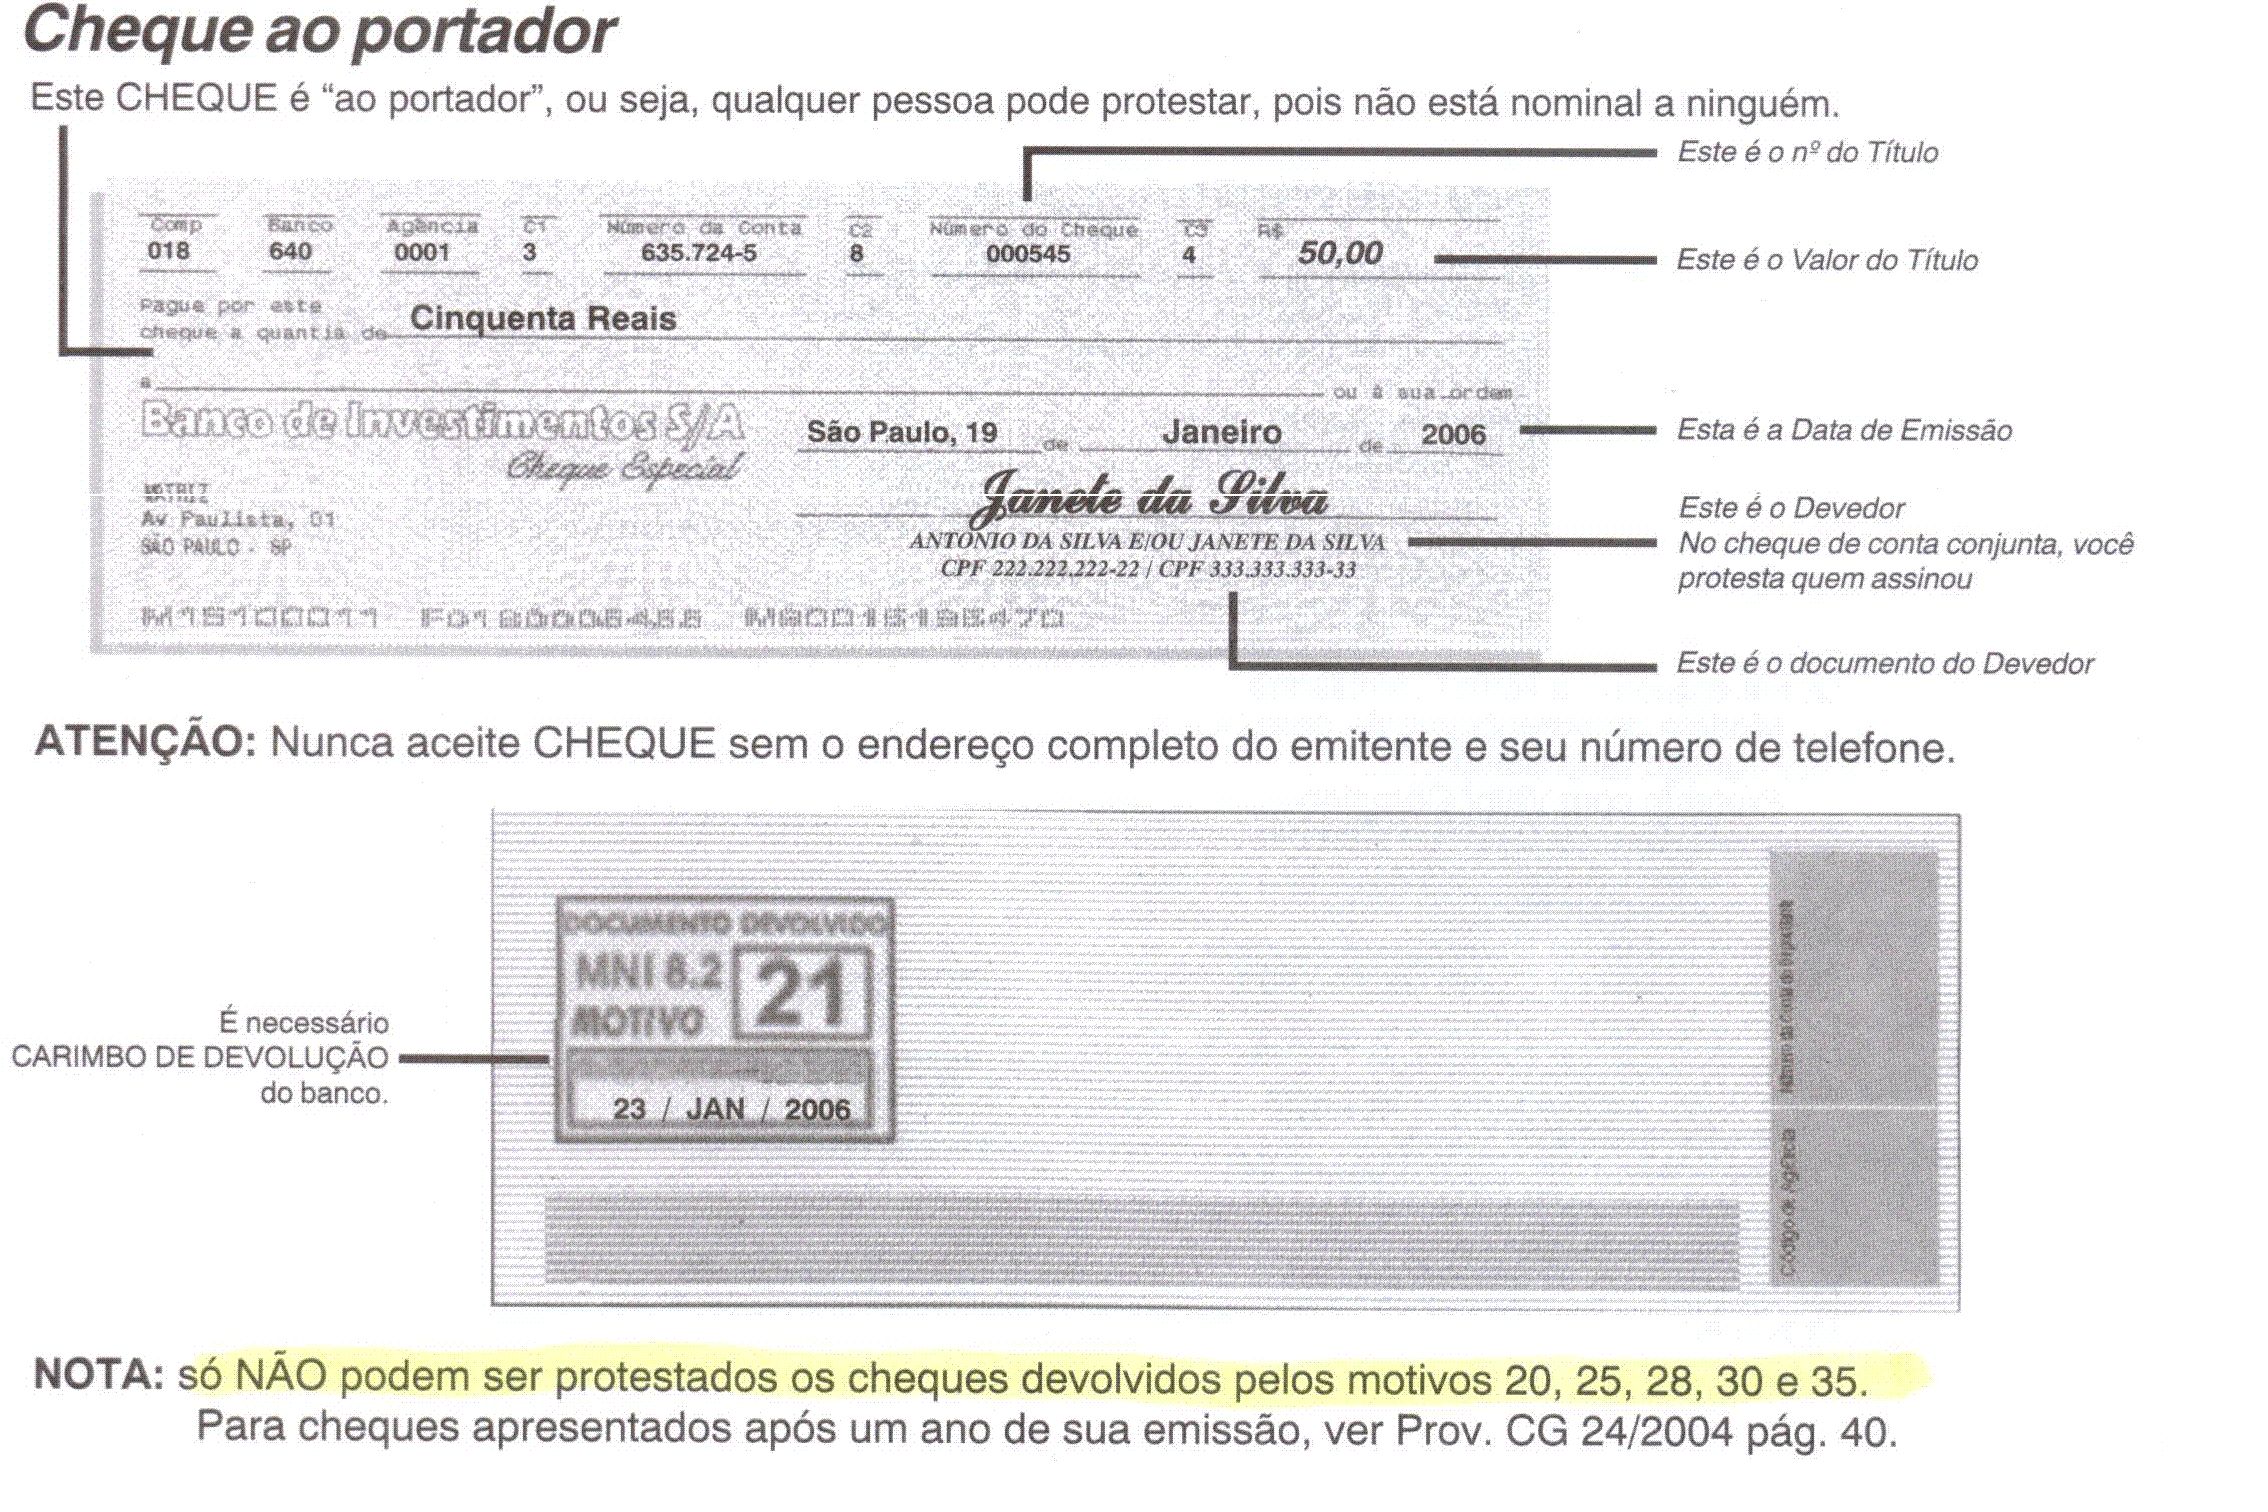 Cheque ao portador
Este CHEQUE é “ao portador”, ou seja, qualquer pessoa pode protestar, pois não está nominal a ninguém.
Este é o nº do Título
Comp Banco Agência C1 Número da Conta C2 Número do Cheque C3 R$
018 640 0001 3 635.724-5 8 000545 4 50,00
Este é o Valor do Título
Pague por este
cheque a quantia de Cinquenta Reais
a ou à sua ordem
Banco de Investimentos S/A
Cheque Especial
São Paulo, 19 de Janeiro de 2006
Esta é a Data de Emissão
MATRIZ
Av Paulista, 01
SÃO PAULO - SP
Janete da Silva
ANTONIO DA SILVA E/OU JANETE DA SILVA
CPF 222.222.222-22 / CPF 333.333.333-33
Este é o Devedor
No cheque de conta conjunta, você
protesta quem assinou
Este é o documento do Devedor
ATENÇÃO: Nunca aceite CHEQUE sem o endereço completo do emitente e seu número de telefone.
DOCUMENTO DEVOLVIDO
MNI 8.2
MOTIVO
21
23 / JAN / 2006
É necessário
CARIMBO DE DEVOLUÇÃO
do banco.
Número da Conta do Depositante
Código de Agência
NOTA: só NÃO podem ser protestados os cheques devolvidos pelos motivos 20, 25, 28, 30 e 35.
Para cheques apresentados após um ano de sua emissão, ver Prov. CG 24/2004 pág. 40.